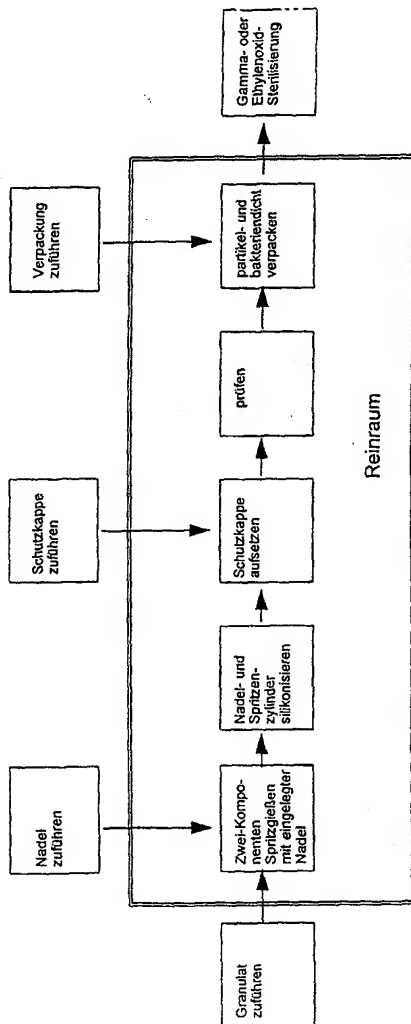 Nadel
zuführen
Schutzkappe
zuführen
Verpackung
zuführen
Granulat
zuführen
Zwei-Kompo-
nenten
Spritzgießen
mit eingelegter
Nadel
Nadel- und
Spritzen-
zylinder
silikonisieren
Schutzkappe
aufsetzen
prüfen
partikel- und
bakteriendicht
verpacken
Gamma- oder
Ethylenoxid-
Sterilisierung
Reinraum